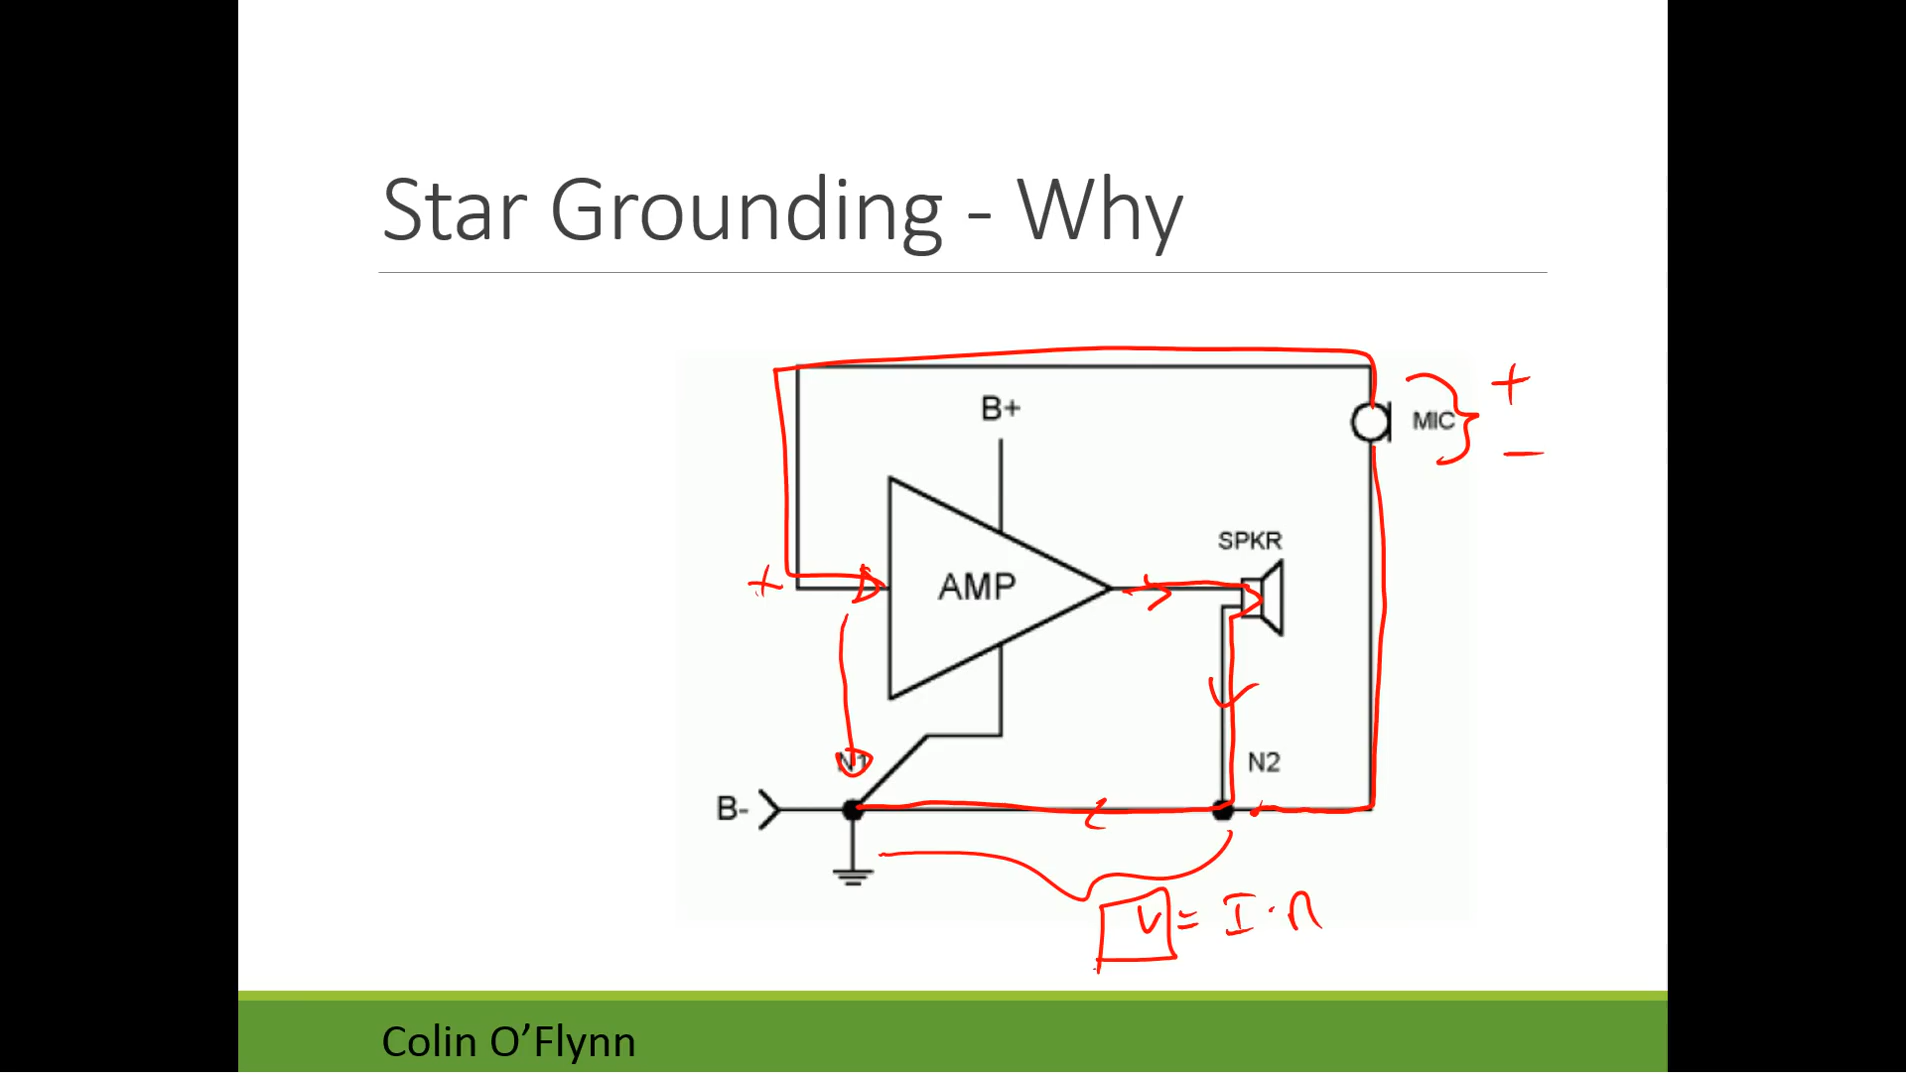 Star Grounding - Why
+
B+
MIC
-
SPKR
+
AMP
N1
N2
B-
V = I · R
Colin O’Flynn